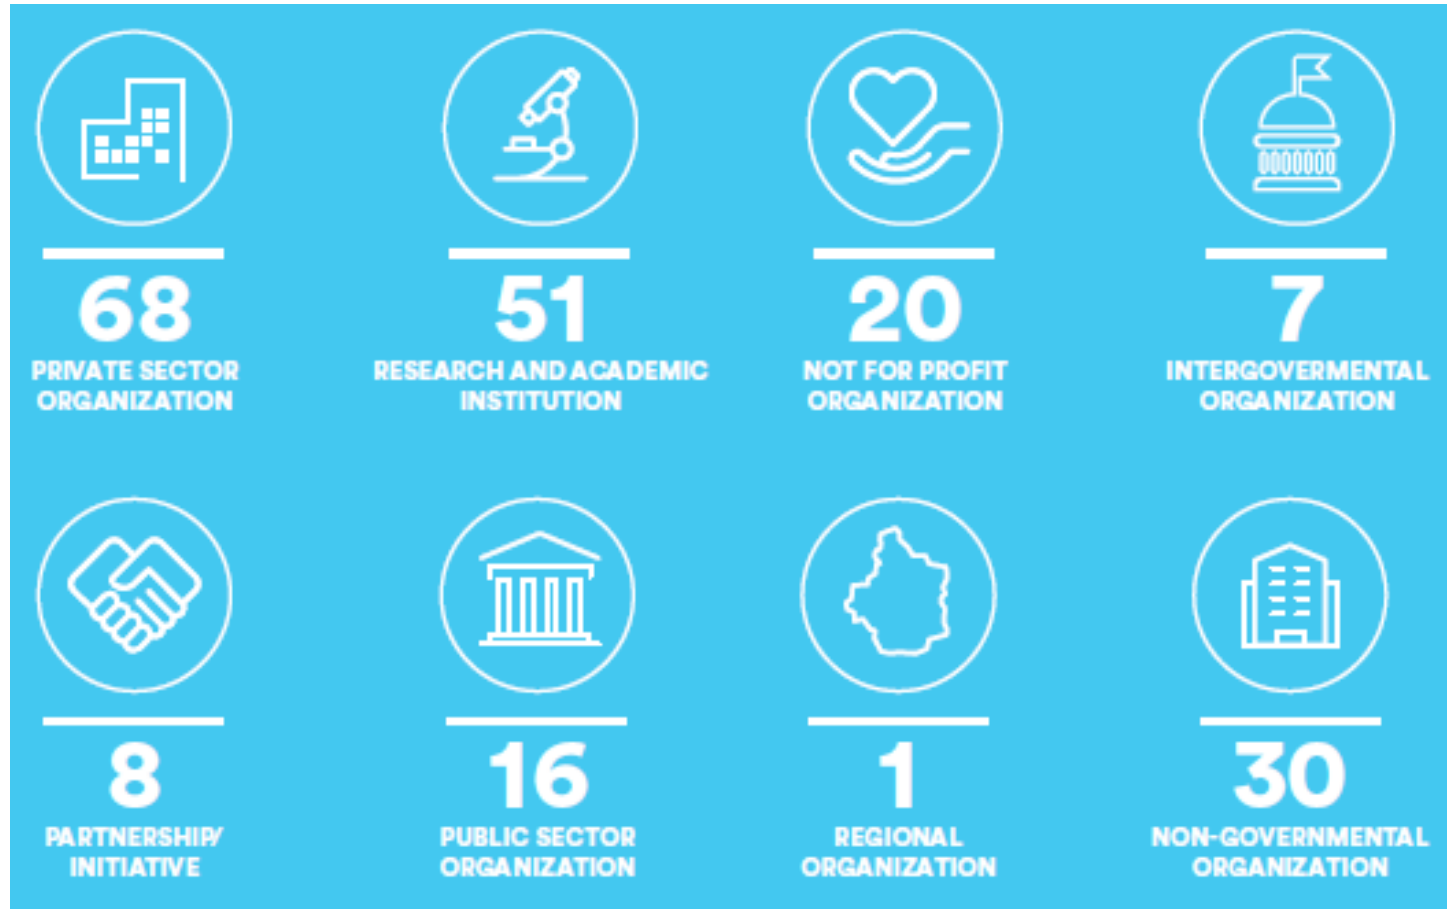 68
PRIVATE SECTOR
ORGANIZATION
51
RESEARCH AND ACADEMIC
INSTITUTION
20
NOT FOR PROFIT
ORGANIZATION
7
INTERGOVERMENTAL
ORGANIZATION
8
PARTNERSHIP/
INITIATIVE
16
PUBLIC SECTOR
ORGANIZATION
1
REGIONAL
ORGANIZATION
30
NON-GOVERNMENTAL
ORGANIZATION